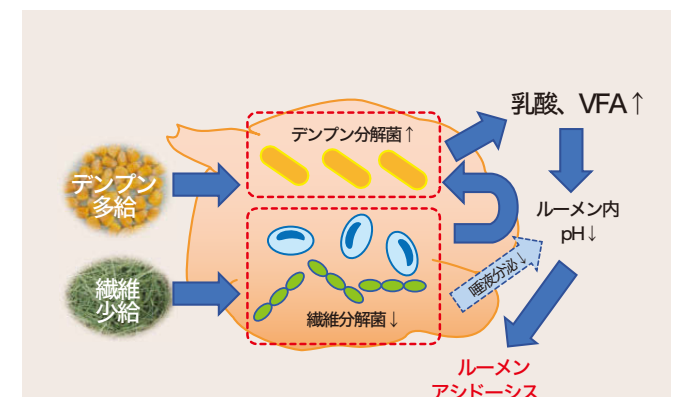 乳酸、VFA↑
デンプン分解菌↑
デンプン
多給
ルーメン内
pH↓
唾液分泌↓
繊維
少給
繊維分解菌↓
ルーメン
アシドーシス